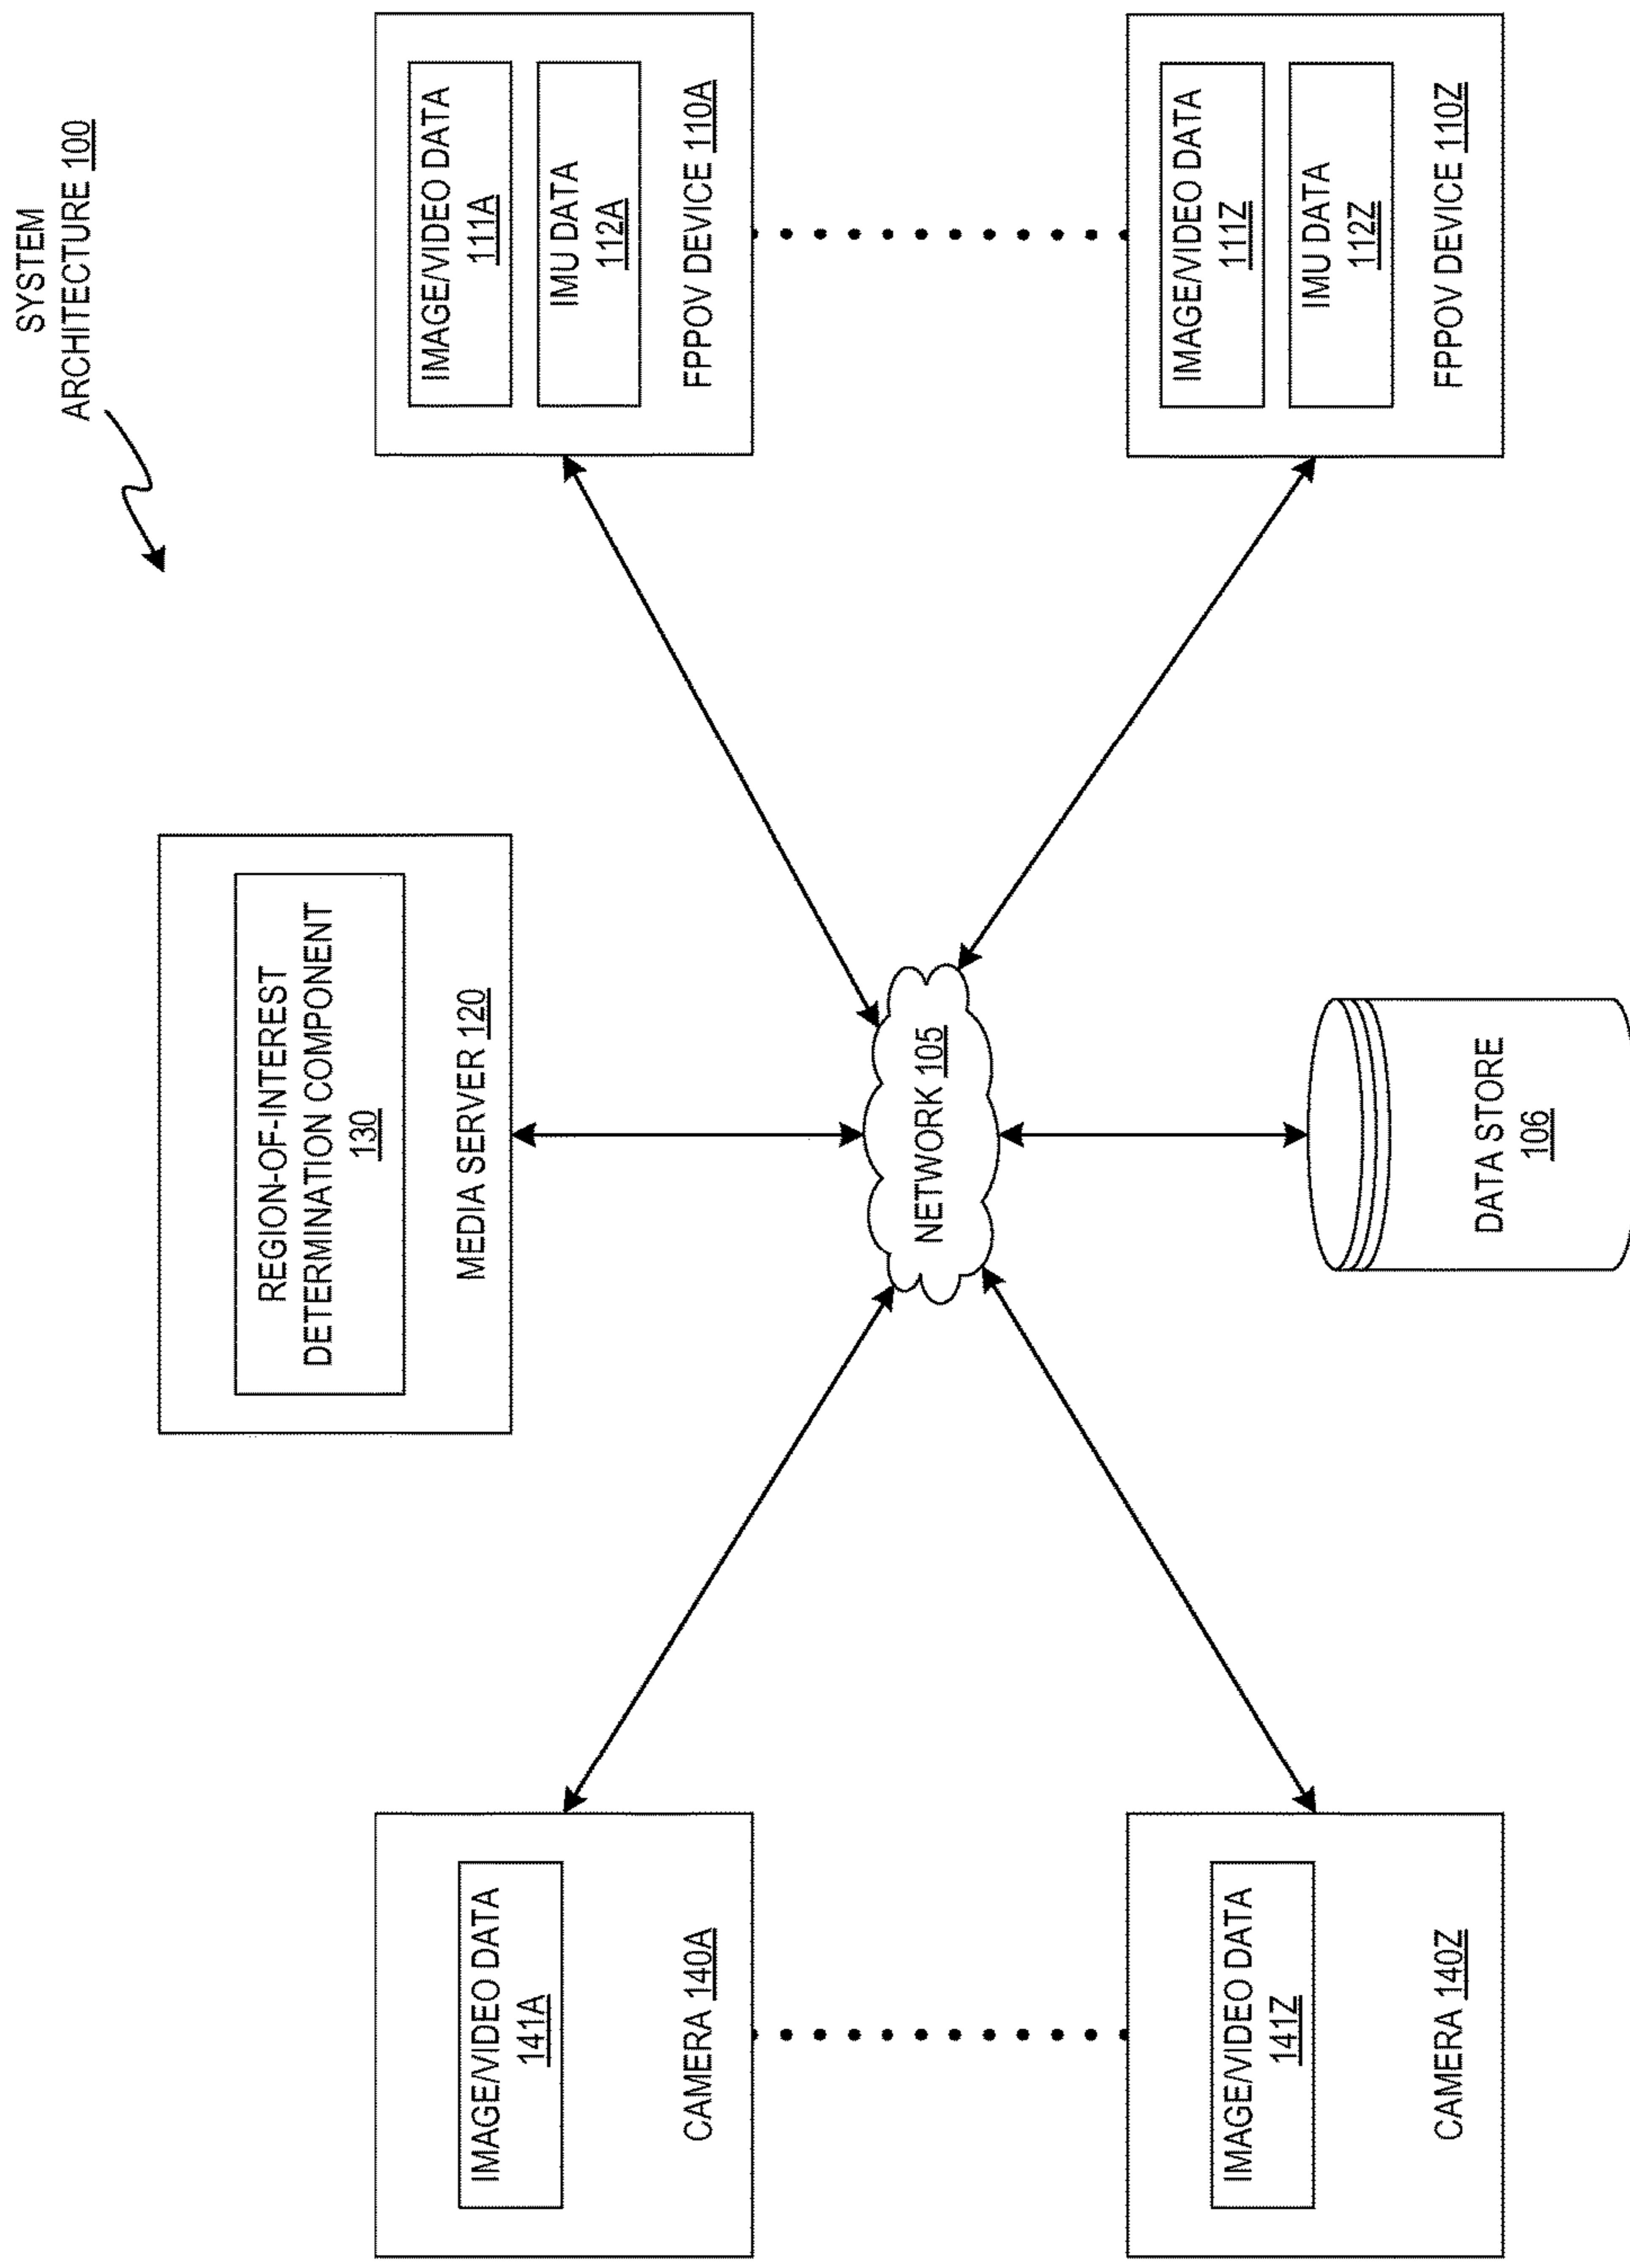 SYSTEM
ARCHITECTURE 100
REGION-OF-INTEREST
DETERMINATION COMPONENT
130
MEDIA SERVER 120
IMAGE/VIDEO DATA
141A
CAMERA 140A
IMAGE/VIDEO DATA
111A
IMU DATA
112A
FPPOV DEVICE 110A
NETWORK 105
IMAGE/VIDEO DATA
141Z
CAMERA 140Z
DATA STORE
106
IMAGE/VIDEO DATA
111Z
IMU DATA
112Z
FPPOV DEVICE 110Z